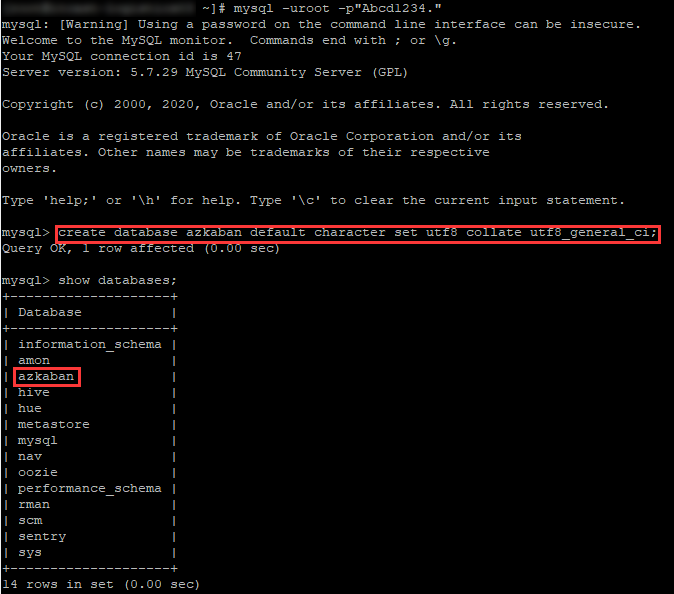 ~]# mysql -uroot -p"Abcd1234."
mysql: [Warning] Using a password on the command line interface can be insecure.
Welcome to the MySQL monitor.  Commands end with ; or \g.
Your MySQL connection id is 47
Server version: 5.7.29 MySQL Community Server (GPL)

Copyright (c) 2000, 2020, Oracle and/or its affiliates. All rights reserved.

Oracle is a registered trademark of Oracle Corporation and/or its
affiliates. Other names may be trademarks of their respective
owners.

Type 'help;' or '\h' for help. Type '\c' to clear the current input statement.

mysql> create database azkaban default character set utf8 collate utf8_general_ci;
Query OK, 1 row affected (0.00 sec)

mysql> show databases;
+--------------------+
| Database           |
+--------------------+
| information_schema |
| amon               |
| azkaban            |
| hive               |
| hue                |
| metastore          |
| mysql              |
| nav                |
| oozie              |
| performance_schema |
| rman               |
| scm                |
| sentry             |
| sys                |
+--------------------+
14 rows in set (0.00 sec)